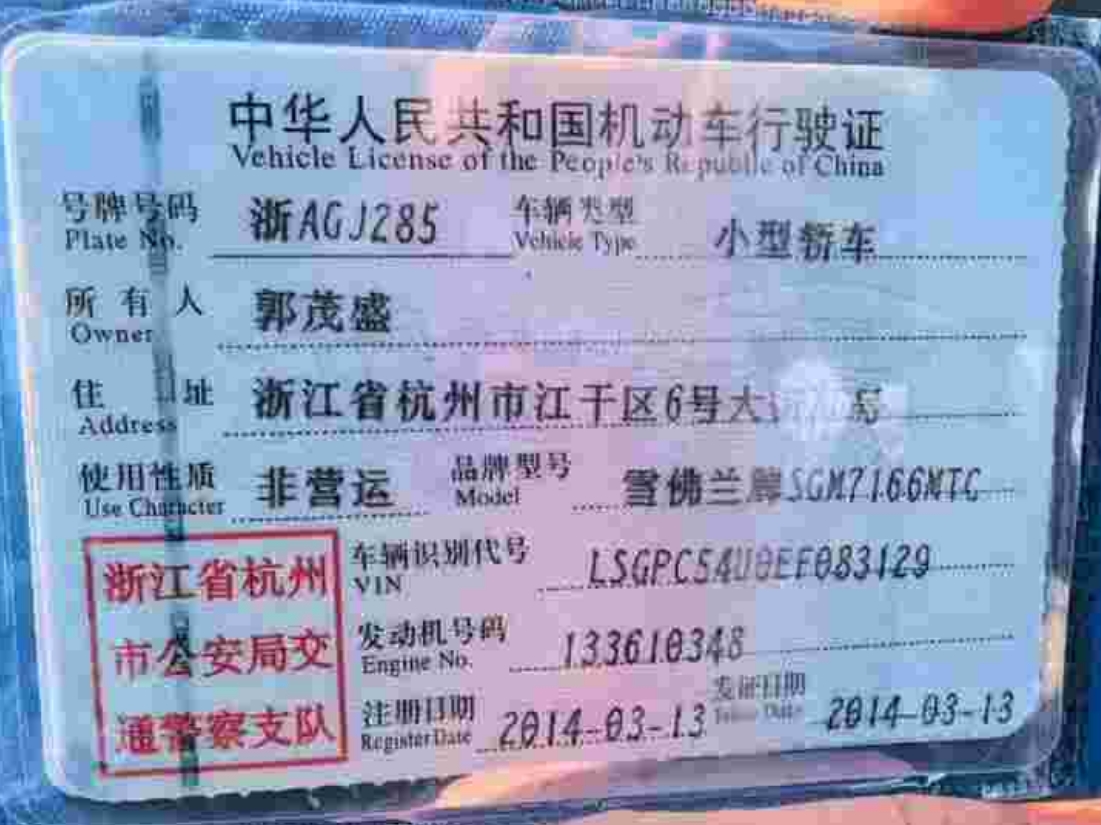 中华人民共和国机动车行驶证
Vehicle License of the People's Republic of China
号牌号码 浙AGJ285 车辆类型 小型轿车
Plate No. Vehicle Type
所有人 郭茂盛
Owner
住址 浙江省杭州市江干区6号大 号
Address
使用性质 非营运 品牌型号 雪佛兰牌SGM7166MTC
Use Character Model
浙江省杭州 车辆识别代号 LSGPC54U0EF083129
VIN
市公安局交 发动机号码 133610348
Engine No.
通警察支队 注册日期 2014-03-13 发证日期 2014-03-13
Register Date Issue Date